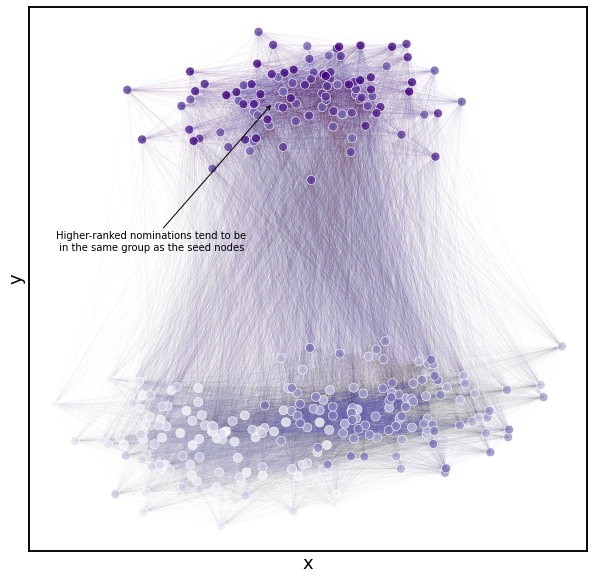 Higher-ranked nominations tend to be
in the same group as the seed nodes
y
x